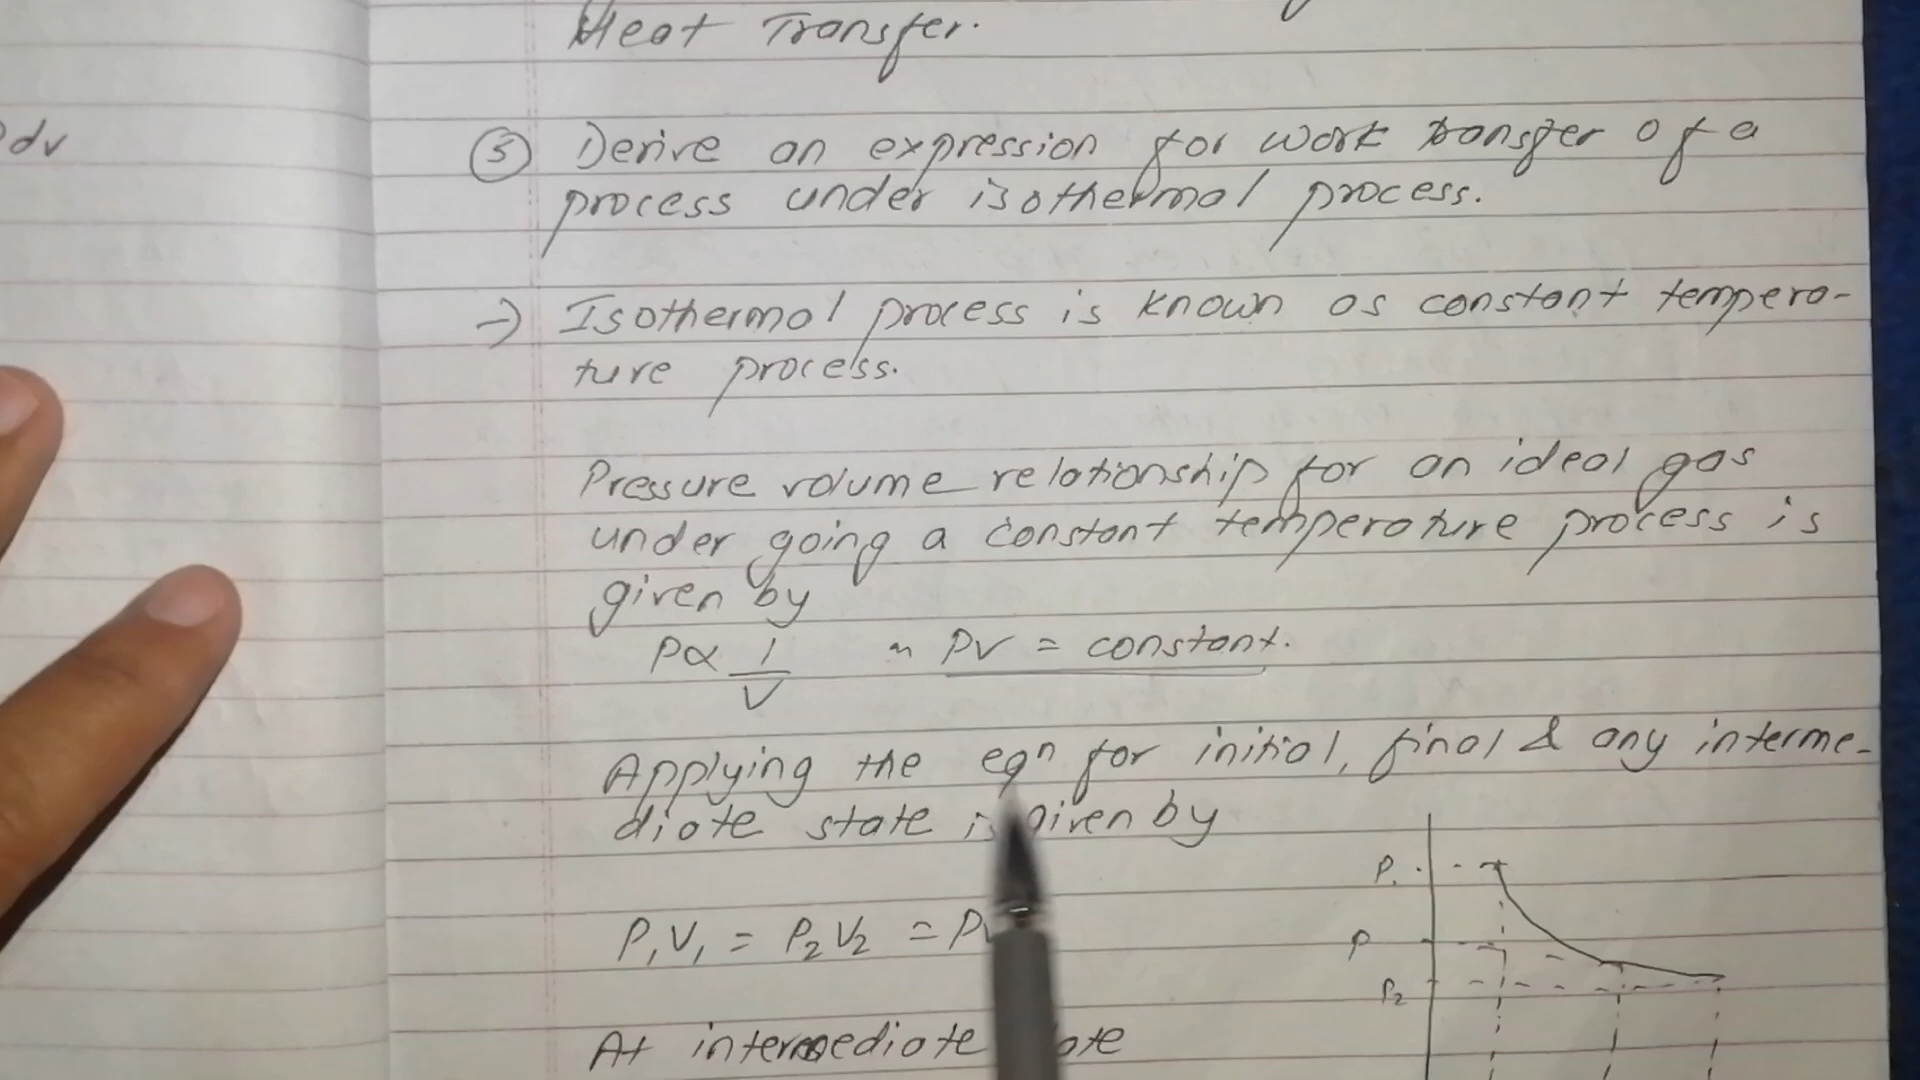 Heat Transfer.
dv
(5) Derive an expression for work transfer of a
process under isothermal process.
→ Isothermal process is known as constant tempera-
ture process.
Pressure volume relationship for an ideal gas
under going a constant temperature process is
given by
P∝ 1/V PV = constant.
Applying the eqn for initial, final & any interme-
diate state is given by
P1
P1V1 = P2V2 = PV
P
P2
At intermediate